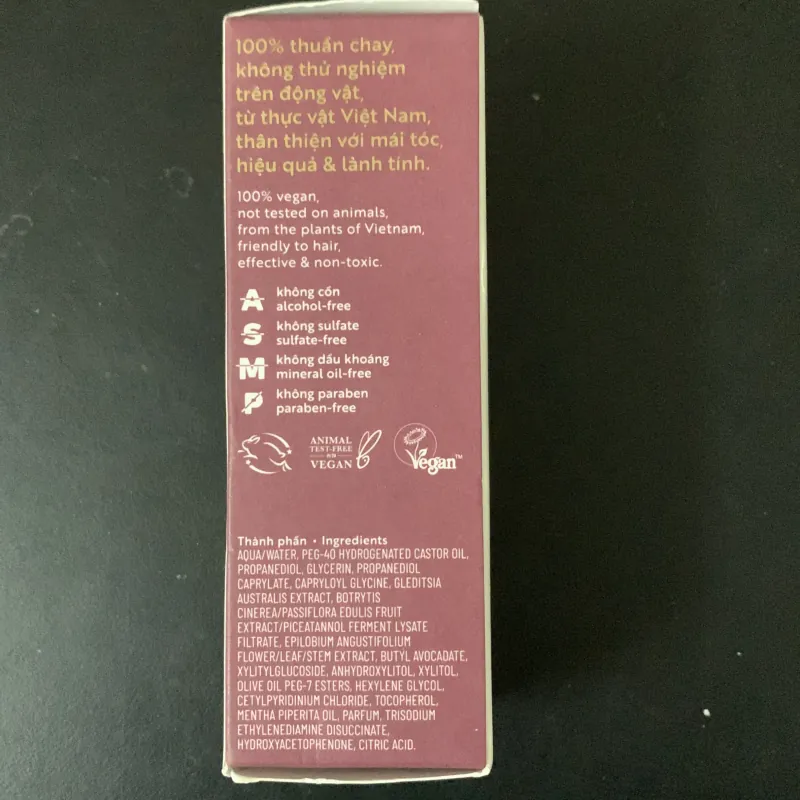 100% thuần chay,
không thử nghiệm
trên động vật,
từ thực vật Việt Nam,
thân thiện với mái tóc,
hiệu quả & lành tính.
100% vegan,
not tested on animals,
from the plants of Vietnam,
friendly to hair,
effective & non-toxic.
A không cồn
alcohol-free
S không sulfate
sulfate-free
M không dầu khoáng
mineral oil-free
P không paraben
paraben-free
ANIMAL
TEST-FREE
VEGAN
Vegan™
Thành phần • Ingredients
AQUA/WATER, PEG-40 HYDROGENATED CASTOR OIL,
PROPANEDIOL, GLYCERIN, PROPANEDIOL
CAPRYLATE, CAPRYLOYL GLYCINE, GLEDITSIA
AUSTRALIS EXTRACT, BOTRYTIS
CINEREA/PASSIFLORA EDULIS FRUIT
EXTRACT/PICEATANNOL FERMENT LYSATE
FILTRATE, EPILOBIUM ANGUSTIFOLIUM
FLOWER/LEAF/STEM EXTRACT, BUTYL AVOCADATE,
XYLITYLGLUCOSIDE, ANHYDROXYLITOL, XYLITOL,
OLIVE OIL PEG-7 ESTERS, HEXYLENE GLYCOL,
CETYLPYRIDINIUM CHLORIDE, TOCOPHEROL,
MENTHA PIPERITA OIL, PARFUM, TRISODIUM
ETHYLENEDIAMINE DISUCCINATE,
HYDROXYACETOPHENONE, CITRIC ACID.